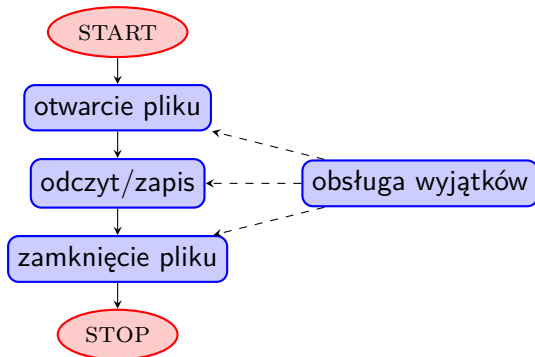 START
otwarcie pliku
odczyt/zapis
obsługa wyjątków
zamknięcie pliku
STOP